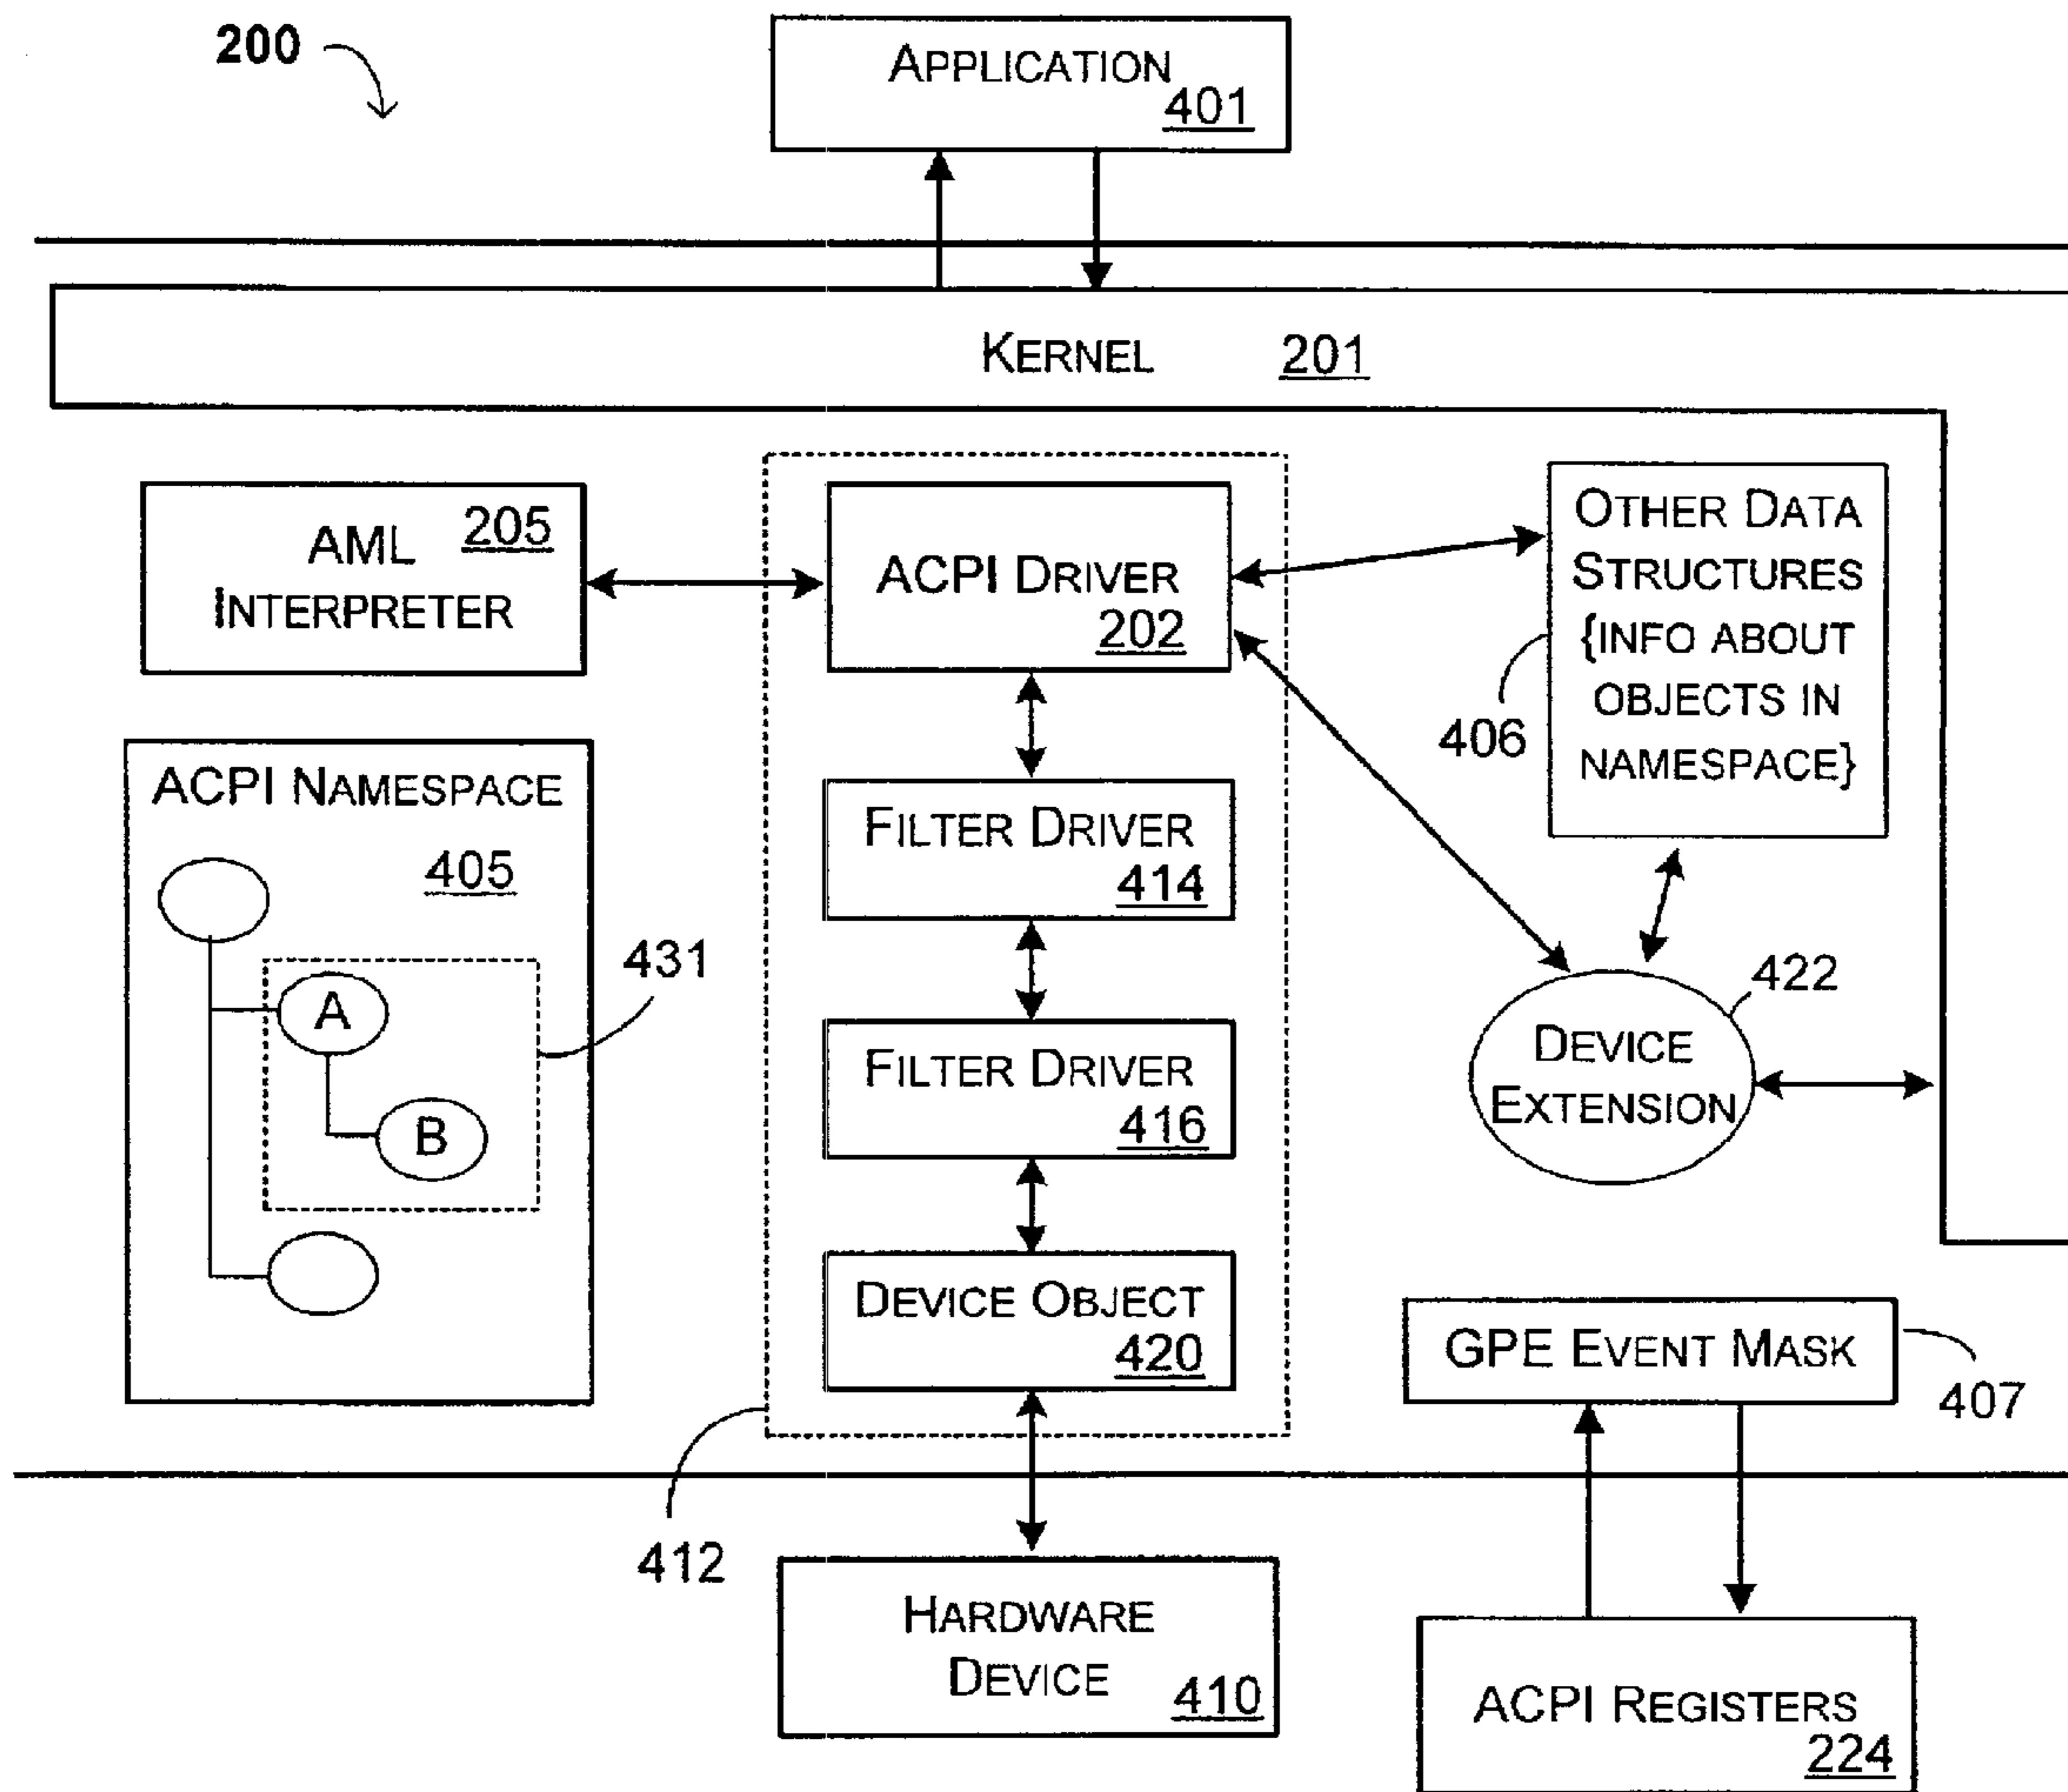 200
APPLICATION
401
KERNEL 201
AML 205
INTERPRETER
ACPI DRIVER
202
OTHER DATA
STRUCTURES
{INFO ABOUT
OBJECTS IN
NAMESPACE}
406
ACPI NAMESPACE
405
A
B
431
FILTER DRIVER
414
FILTER DRIVER
416
DEVICE OBJECT
420
412
422
DEVICE
EXTENSION
GPE EVENT MASK
407
HARDWARE
DEVICE
410
ACPI REGISTERS
224